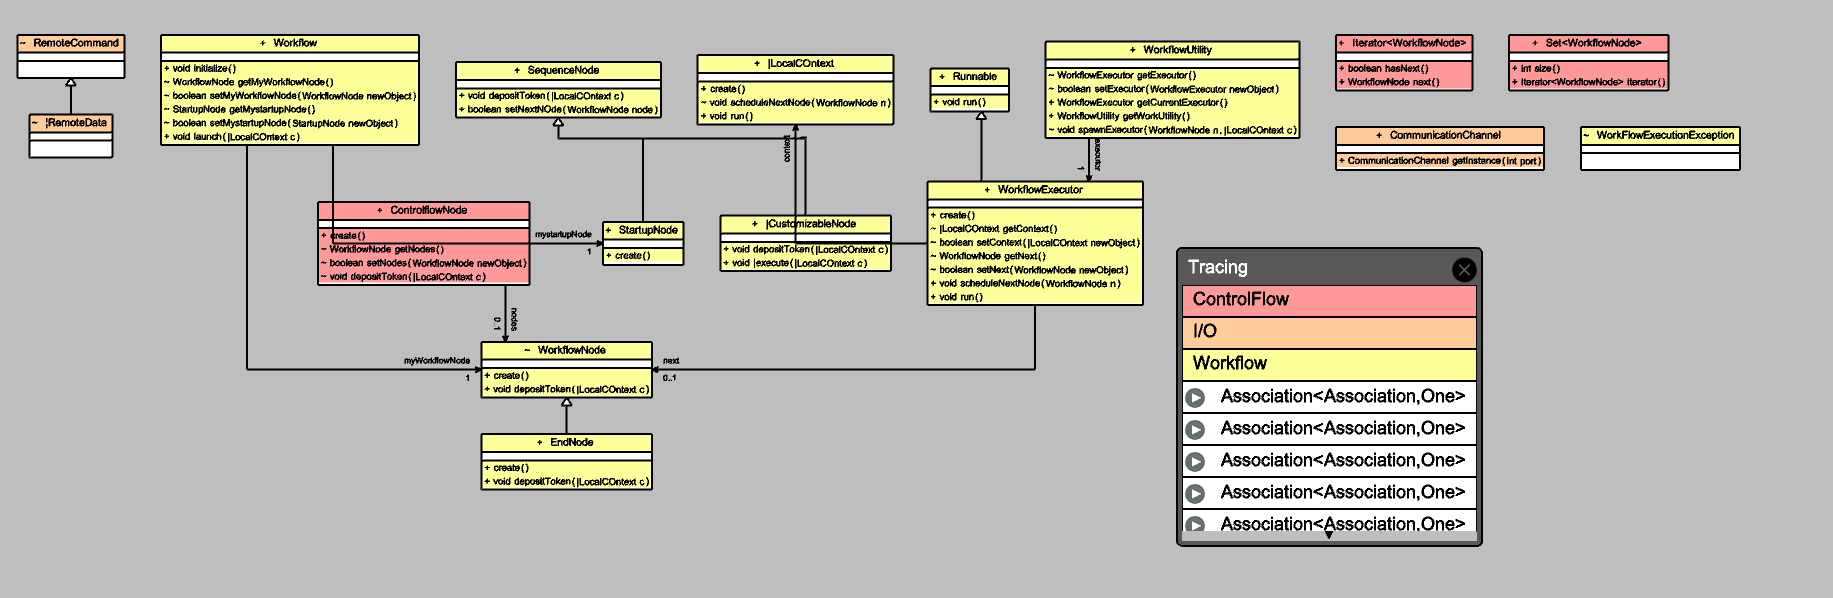 ~ RemoteCommand
~ ¦RemoteData
+ Workflow
+ void initialize()
~ WorkflowNode getMyWorkflowNode()
~ boolean setMyWorkflowNode(WorkflowNode newObject)
~ StartupNode getMystartupNode()
~ boolean setMystartupNode(StartupNode newObject)
+ void launch(|LocalCOntext c)
+ SequenceNode
+ void depositToken(|LocalCOntext c)
+ boolean setNextNOde(WorkflowNode node)
+ |LocalCOntext
+ create()
~ void scheduleNextNode(WorkflowNode n)
+ void run()
+ Runnable
+ void run()
+ WorkflowUtility
~ WorkflowExecutor getExecutor()
~ boolean setExecutor(WorkflowExecutor newObject)
+ WorkflowExecutor getCurrentExecutor()
+ WorkflowUtility getWorkUtility()
~ void spawnExecutor(WorkflowNode n,|LocalCOntext c)
+ Iterator<WorkflowNode>
+ boolean hasNext()
+ WorkflowNode next()
+ Set<WorkflowNode>
+ int size()
+ Iterator<WorkflowNode> iterator()
+ CommunicationChannel
+ CommunicationChannel getInstance(int port)
~ WorkFlowExecutionException
context
1
executor
1
+ ControlflowNode
+ create()
~ WorkflowNode getNodes()
~ boolean setNodes(WorkflowNode newObject)
~ void depositToken(|LocalCOntext c)
mystartupNode
1
+ StartupNode
+ create()
+ |CustomizableNode
+ void depositToken(|LocalCOntext c)
+ void |execute(|LocalCOntext c)
+ WorkflowExecutor
+ create()
~ |LocalCOntext getContext()
~ boolean setContext(|LocalCOntext newObject)
~ WorkflowNode getNext()
~ boolean setNext(WorkflowNode newObject)
+ void scheduleNextNode(WorkflowNode n)
+ void run()
nodes
0..1
myWorkflowNode
1
~ WorkflowNode
+ create()
+ void depositToken(|LocalCOntext c)
next
0..1
+ EndNode
+ create()
+ void depositToken(|LocalCOntext c)
Tracing
ControlFlow
I/O
Workflow
Association<Association,One>
Association<Association,One>
Association<Association,One>
Association<Association,One>
Association<Association,One>